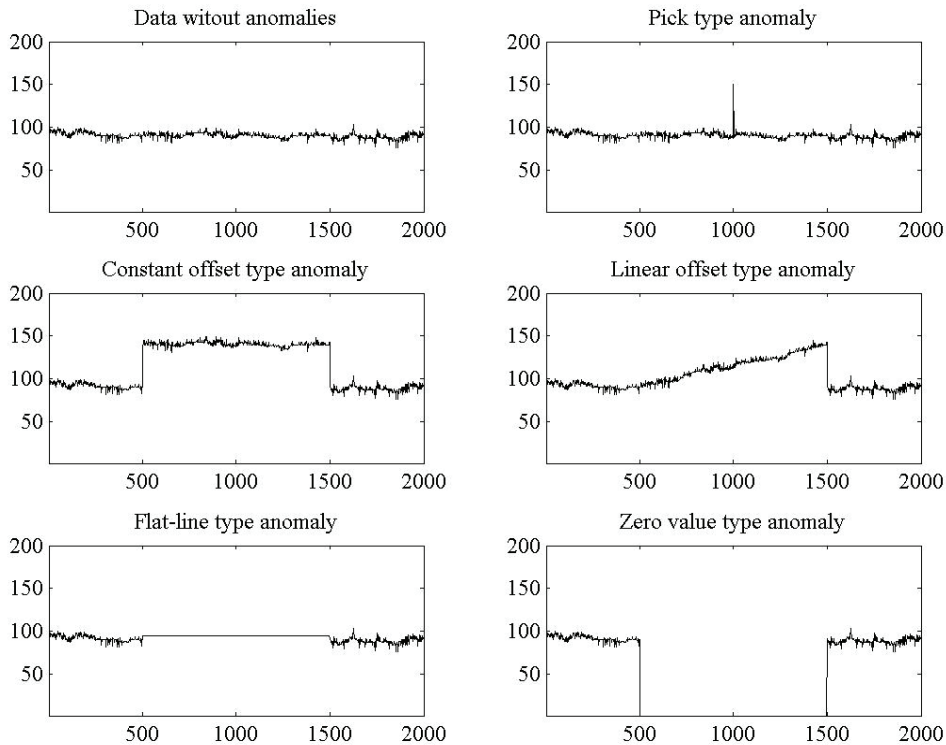 Data witout anomalies
200
150
100
50
500 1000 1500 2000
Pick type anomaly
200
150
100
50
500 1000 1500 2000
Constant offset type anomaly
200
150
100
50
500 1000 1500 2000
Linear offset type anomaly
200
150
100
50
500 1000 1500 2000
Flat-line type anomaly
200
150
100
50
500 1000 1500 2000
Zero value type anomaly
200
150
100
50
500 1000 1500 2000